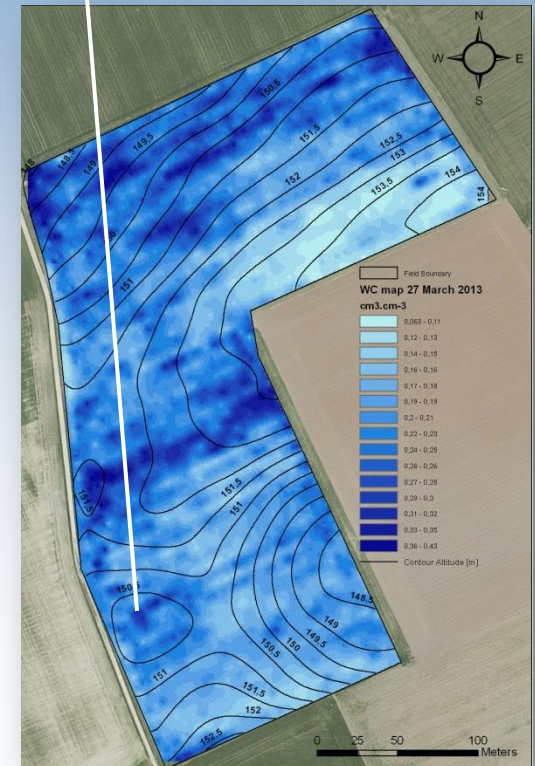 N
W E
S
150,5
149,5
148,5
149
148
151,5
152,5
153
152
154
153,5
154
151
Field Boundary
WC map 27 March 2013
cm3.cm-3
0,063 - 0,11
0,12 - 0,13
0,14 - 0,15
0,16 - 0,16
0,17 - 0,18
0,19 - 0,19
0,2 - 0,21
0,22 - 0,23
0,24 - 0,25
0,26 - 0,26
0,27 - 0,28
0,29 - 0,3
0,31 - 0,32
0,33 - 0,35
0,36 - 0,43
Contour Altitude [m]
151,5
151,5
151
150,5
148,5
149
149,5
150
150,5
151
151,5
152
152,5
0 25 50 100
Meters